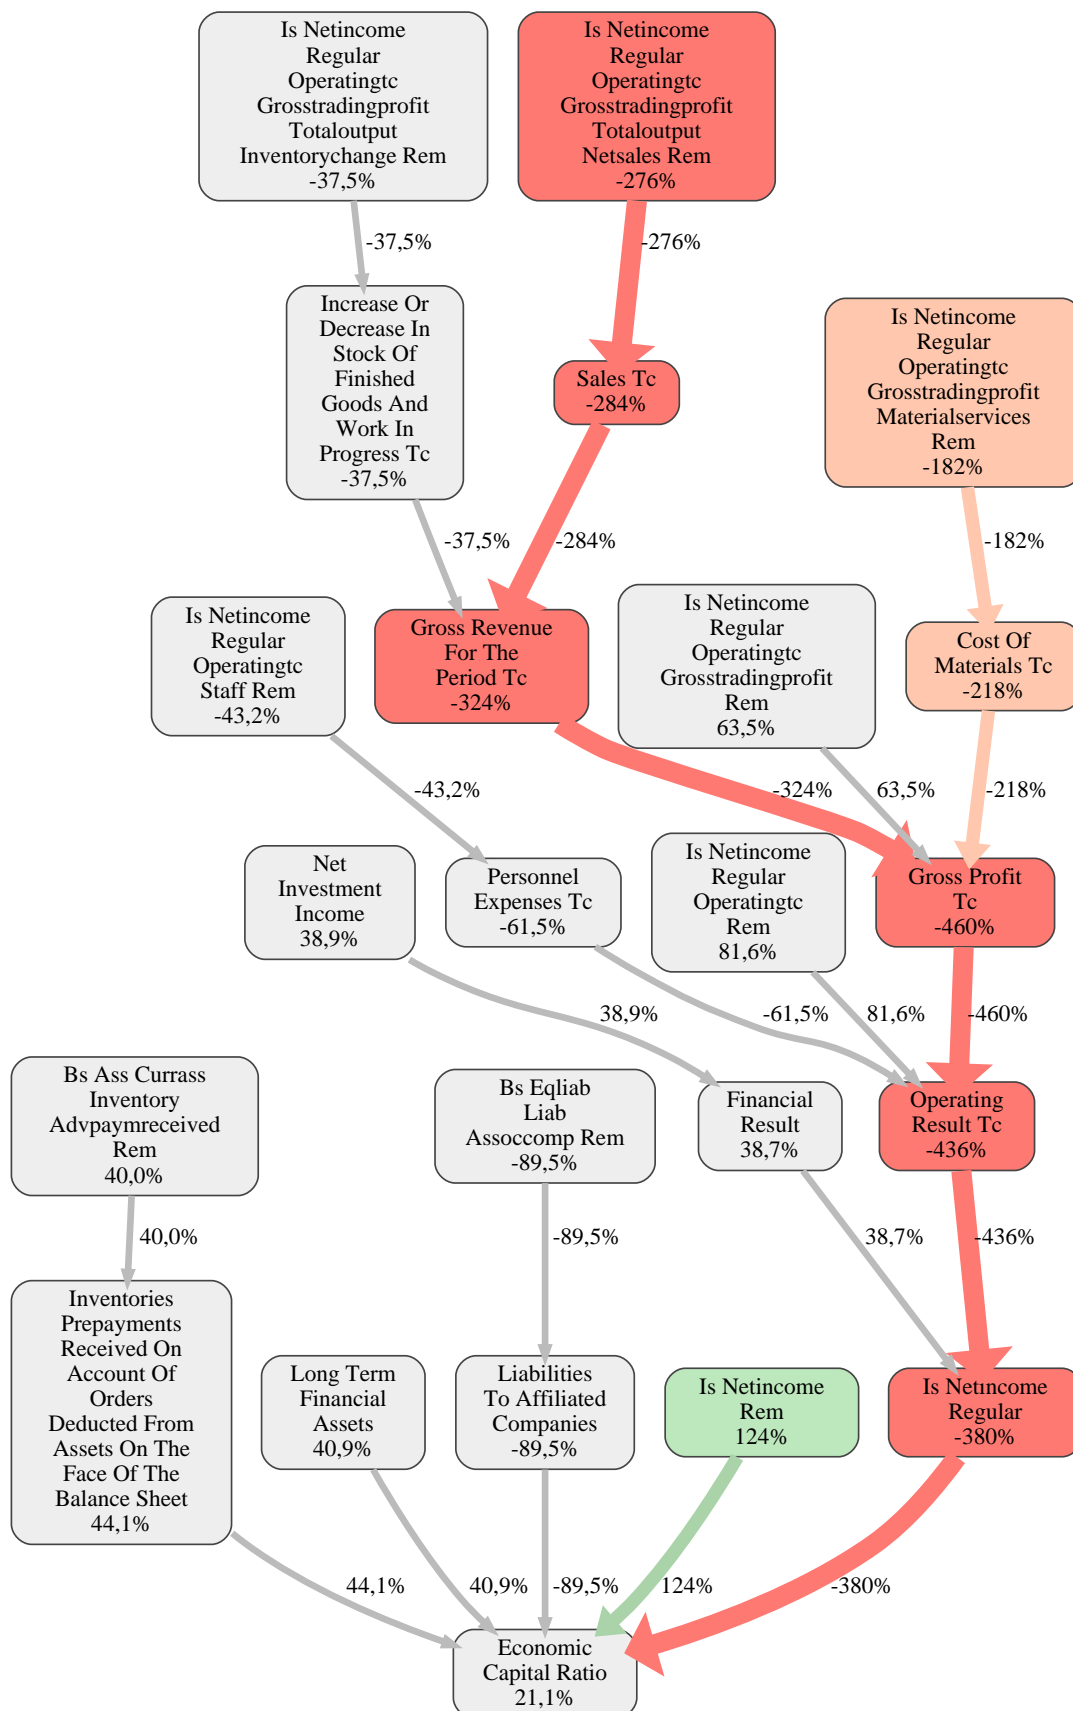 Is Netincome
Regular
Operatingtc
Grosstradingprofit
Totaloutput
Inventorychange Rem
-37,5%
Is Netincome
Regular
Operatingtc
Grosstradingprofit
Totaloutput
Netsales Rem
-276%
-37,5%
-276%
Increase Or
Decrease In
Stock Of
Finished
Goods And
Work In
Progress Tc
-37,5%
Sales Tc
-284%
Is Netincome
Regular
Operatingtc
Grosstradingprofit
Materialservices
Rem
-182%
-37,5%
-284%
-182%
Is Netincome
Regular
Operatingtc
Staff Rem
-43,2%
Gross Revenue
For The
Period Tc
-324%
Is Netincome
Regular
Operatingtc
Grosstradingprofit
Rem
63,5%
Cost Of
Materials Tc
-218%
-43,2%
-324%
63,5%
-218%
Net
Investment
Income
38,9%
Personnel
Expenses Tc
-61,5%
Is Netincome
Regular
Operatingtc
Rem
81,6%
Gross Profit
Tc
-460%
38,9%
-61,5%
81,6%
-460%
Bs Ass Currass
Inventory
Advpaymreceived
Rem
40,0%
Bs Eqliab
Liab
Assoccomp Rem
-89,5%
Financial
Result
38,7%
Operating
Result Tc
-436%
40,0%
-89,5%
38,7%
-436%
Inventories
Prepayments
Received On
Account Of
Orders
Deducted From
Assets On The
Face Of The
Balance Sheet
44,1%
Long Term
Financial
Assets
40,9%
Liabilities
To Affiliated
Companies
-89,5%
Is Netincome
Rem
124%
Is Netincome
Regular
-380%
44,1%
40,9%
-89,5%
124%
-380%
Economic
Capital Ratio
21,1%